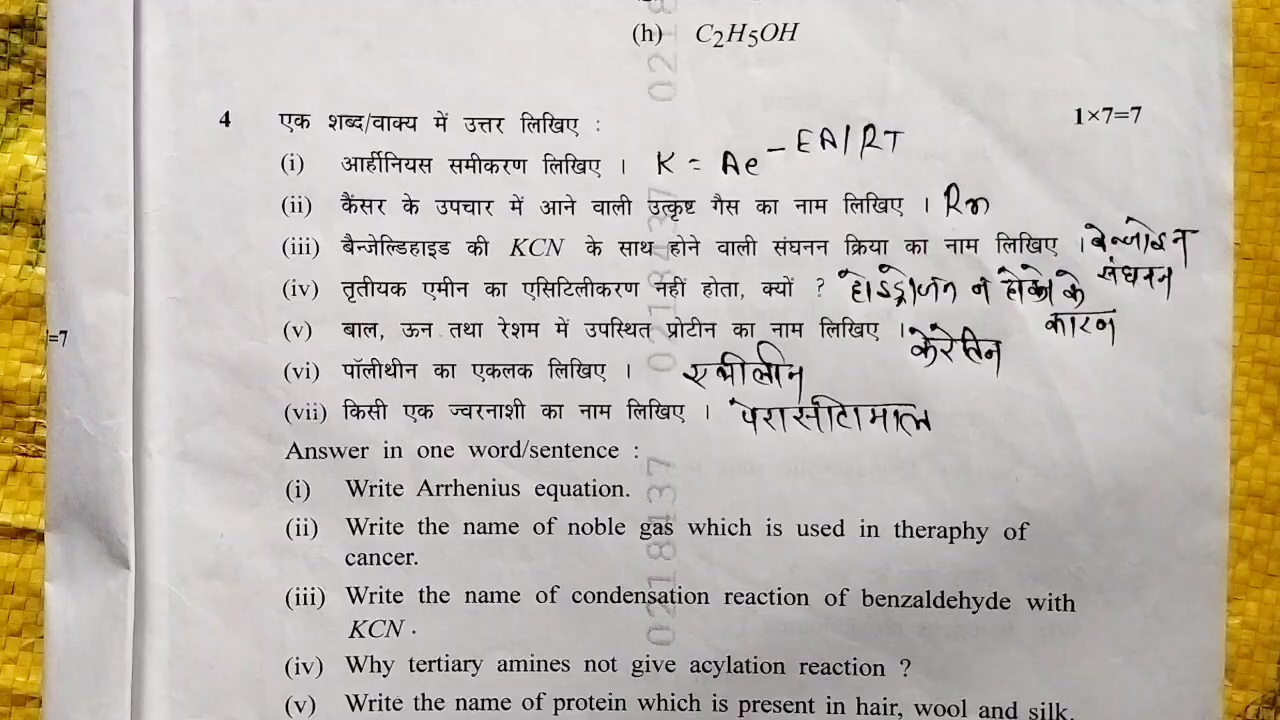 (h) C2H5OH
4 एक शब्द/वाक्य में उत्तर लिखिए : 1×7=7
(i) आर्हीनियस समीकरण लिखिए । K = Ae – EA/RT
(ii) कैंसर के उपचार में आने वाली उत्कृष्ट गैस का नाम लिखिए । Rn
(iii) बैन्जेल्डिहाइड की KCN के साथ होने वाली संघनन क्रिया का नाम लिखिए । बेन्जोइन संघनन
(iv) तृतीयक एमीन का एसिटिलीकरण नहीं होता, क्यों ? हाइड्रोजन न होने के कारण
=7
(v) बाल, ऊन तथा रेशम में उपस्थित प्रोटीन का नाम लिखिए । केरेटिन
(vi) पॉलीथीन का एकलक लिखिए । एथीलीन
(vii) किसी एक ज्वरनाशी का नाम लिखिए । पेरासीटामाल
Answer in one word/sentence :
(i) Write Arrhenius equation.
(ii) Write the name of noble gas which is used in theraphy of
cancer.
(iii) Write the name of condensation reaction of benzaldehyde with
KCN .
(iv) Why tertiary amines not give acylation reaction ?
(v) Write the name of protein which is present in hair, wool and silk.
0218437